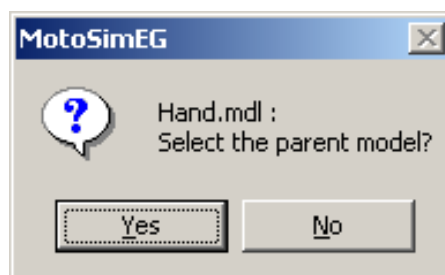 MotoSimEG
Hand.mdl :
Select the parent model?
Yes
No